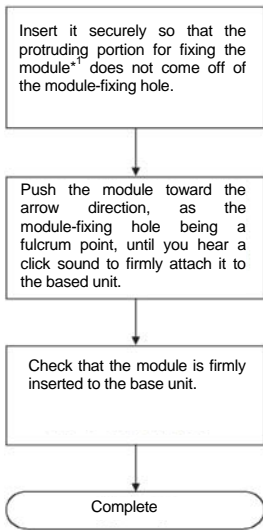 Insert it securely so that the
protruding portion for fixing the
module*1 does not come off of
the module-fixing hole.
Push the module toward the
arrow direction, as the
module-fixing hole being a
fulcrum point, until you hear a
click sound to firmly attach it to
the based unit.
Check that the module is firmly
inserted to the base unit.
Complete